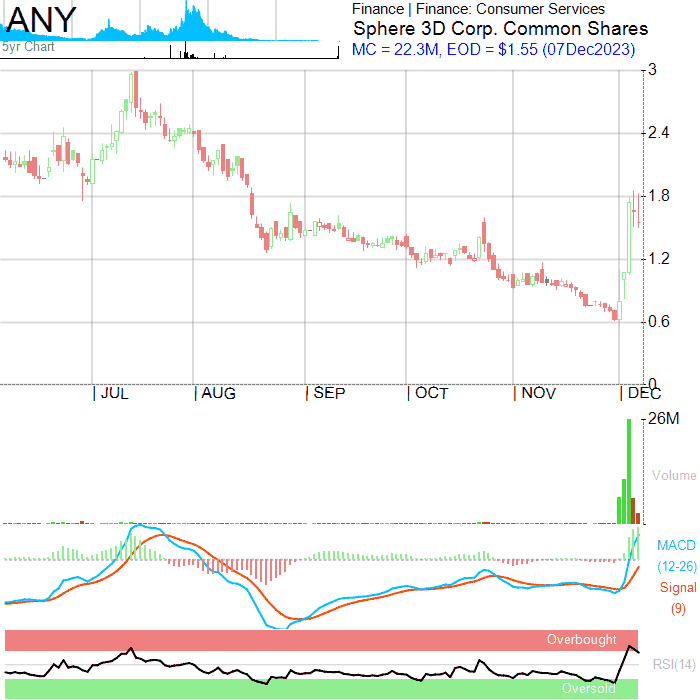 ANY
5yr Chart
Finance | Finance: Consumer Services
Sphere 3D Corp. Common Shares
MC = 22.3M, EOD = $1.55 (07Dec2023)
3
2.4
1.8
1.2
0.6
0
| JUL | AUG | SEP | OCT | NOV | DEC
26M
Volume
MACD
(12-26)
Signal
(9)
Overbought
RSI(14)
Oversold